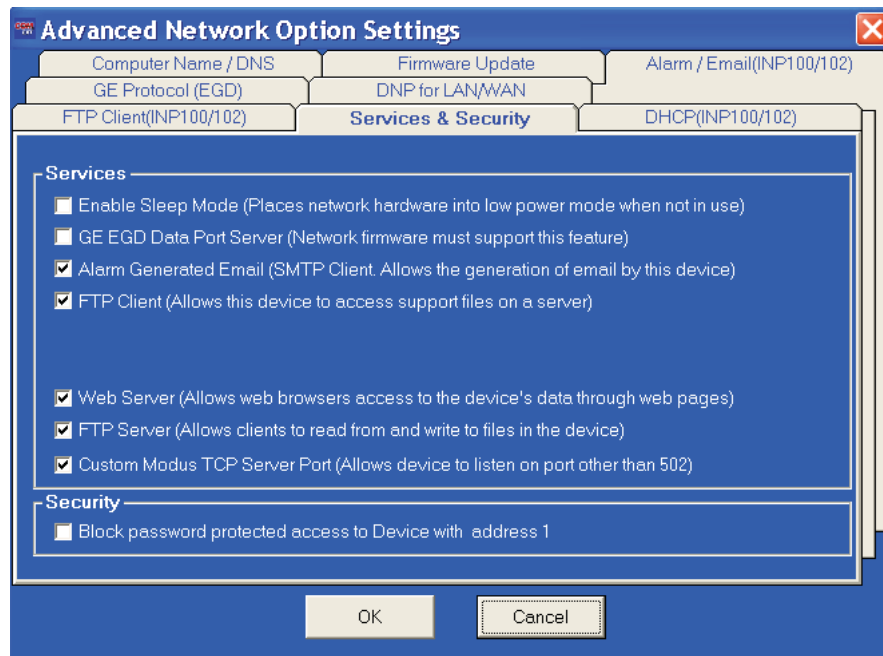 Advanced Network Option Settings
Computer Name / DNS
Firmware Update
Alarm / Email(INP100/102)
GE Protocol (EGD)
DNP for LAN/WAN
FTP Client(INP100/102)
Services & Security
DHCP(INP100/102)
Services
Enable Sleep Mode (Places network hardware into low power mode when not in use)
GE EGD Data Port Server (Network firmware must support this feature)
Alarm Generated Email (SMTP Client. Allows the generation of email by this device)
FTP Client (Allows this device to access support files on a server)
Web Server (Allows web browsers access to the device's data through web pages)
FTP Server (Allows clients to read from and write to files in the device)
Custom Modus TCP Server Port (Allows device to listen on port other than 502)
Security
Block password protected access to Device with address 1
OK
Cancel